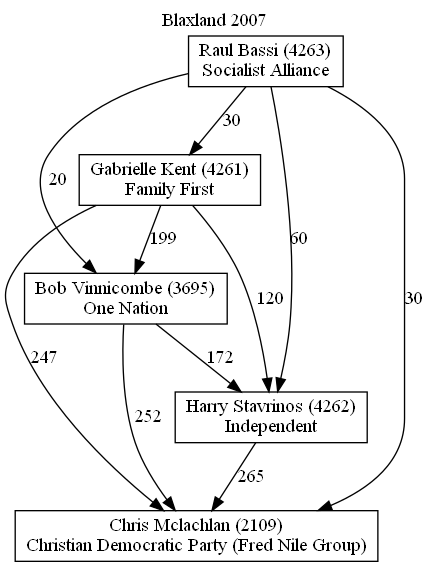 Blaxland 2007
Raul Bassi (4263)
Socialist Alliance
30
Gabrielle Kent (4261)
Family First
20
199
60
Bob Vinnicombe (3695)
One Nation
120
30
247
172
252
Harry Stavrinos (4262)
Independent
265
Chris Mclachlan (2109)
Christian Democratic Party (Fred Nile Group)